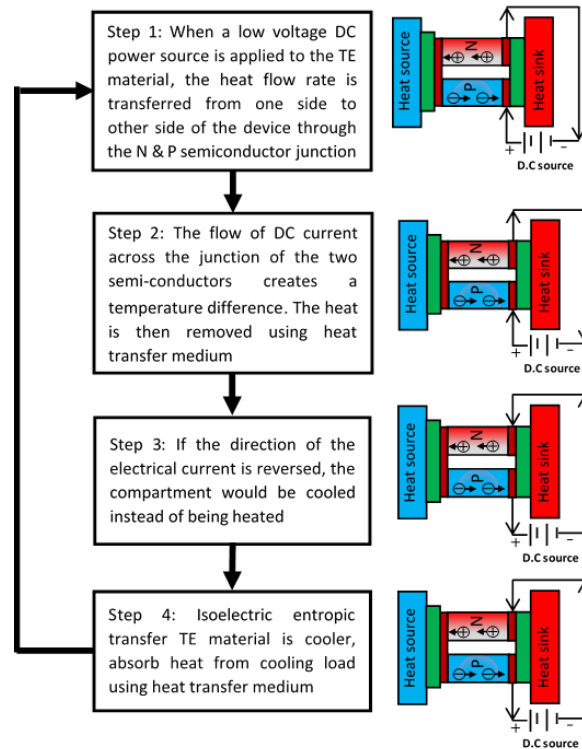 Step 1: When a low voltage DC
power source is applied to the TE
material, the heat flow rate is
transferred from one side to
other side of the device through
the N & P semiconductor junction
Heat source
N
P
Heat sink
+ -
D.C source
Step 2: The flow of DC current
across the junction of the two
semi-conductors creates a
temperature difference. The heat
is then removed using heat
transfer medium
Heat source
N
P
Heat sink
+ -
D.C source
Step 3: If the direction of the
electrical current is reversed, the
compartment would be cooled
instead of being heated
Heat source
N
P
Heat sink
+ -
D.C source
Step 4: Isoelectric entropic
transfer TE material is cooler,
absorb heat from cooling load
using heat transfer medium
Heat source
N
P
Heat sink
+ -
D.C source